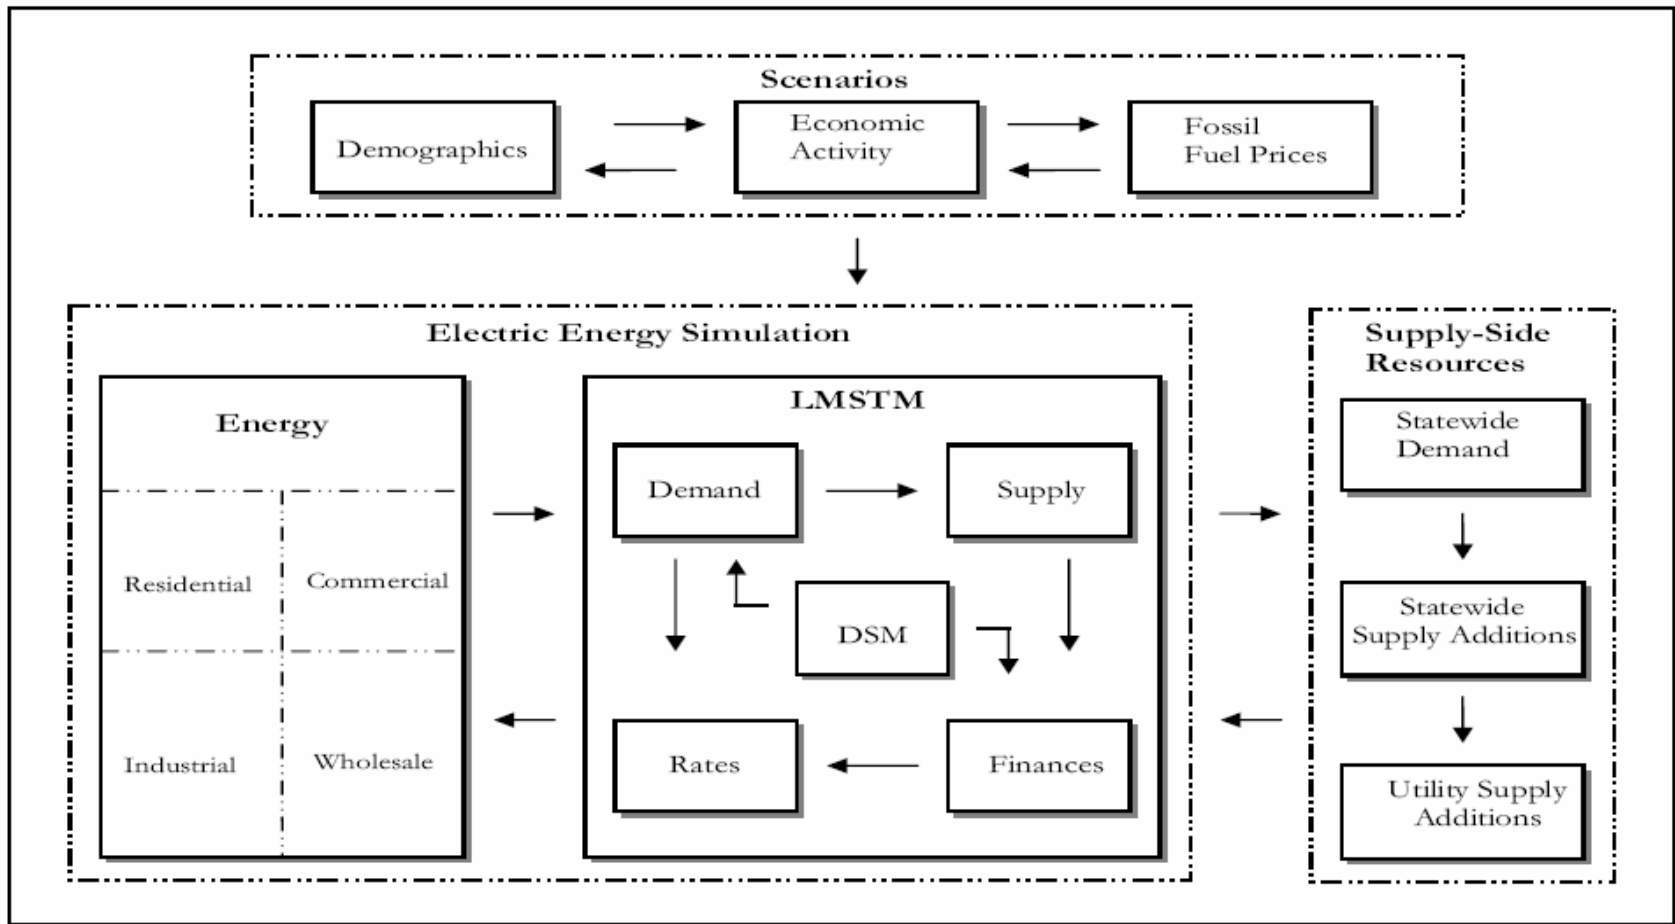 Scenarios
Demographics
Economic
Activity
Fossil
Fuel Prices
Electric Energy Simulation
Energy
Residential
Commercial
Industrial
Wholesale
LMSTM
Demand
Supply
DSM
Rates
Finances
Supply-Side
Resources
Statewide
Demand
Statewide
Supply Additions
Utility Supply
Additions